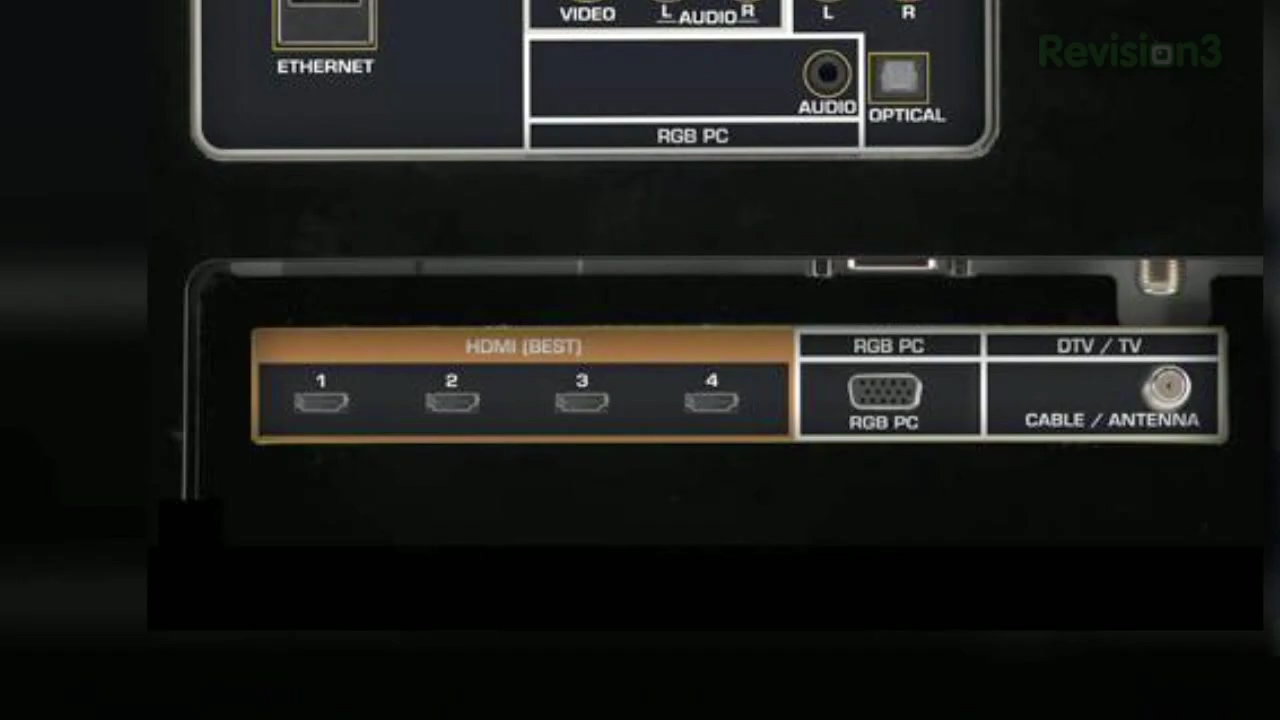 VIDEO
L AUDIO R
L
R
Revision3
ETHERNET
AUDIO
OPTICAL
RGB PC
HDMI (BEST)
RGB PC
DTV / TV
1
2
3
4
RGB PC
CABLE / ANTENNA